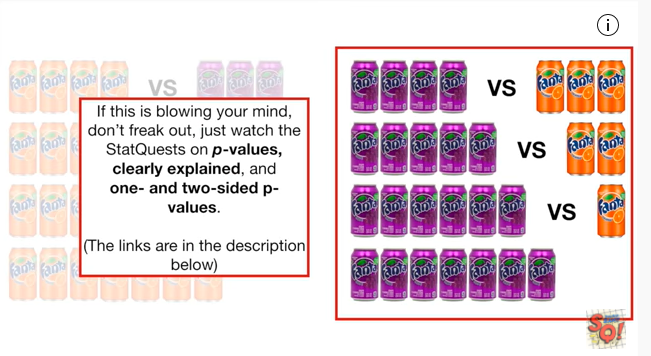 VS
If this is blowing your mind,
don't freak out, just watch the
StatQuests on p-values,
clearly explained, and
one- and two-sided p-
values.
(The links are in the description
below)
VS
VS
VS
SQ!